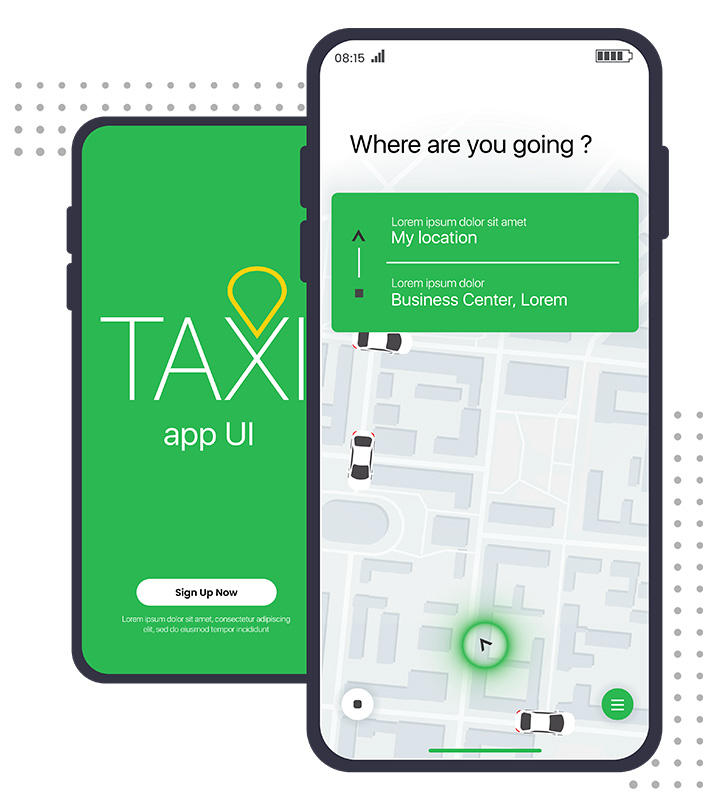 08:15
Where are you going ?
Lorem ipsum dolor sit amet
My location
Lorem ipsum dolor
Business Center, Lorem
TAXI
app UI
Sign Up Now
Lorem ipsum dolor sit amet, consectetur adipiscing
elit, sed do eiusmod tempor incididunt